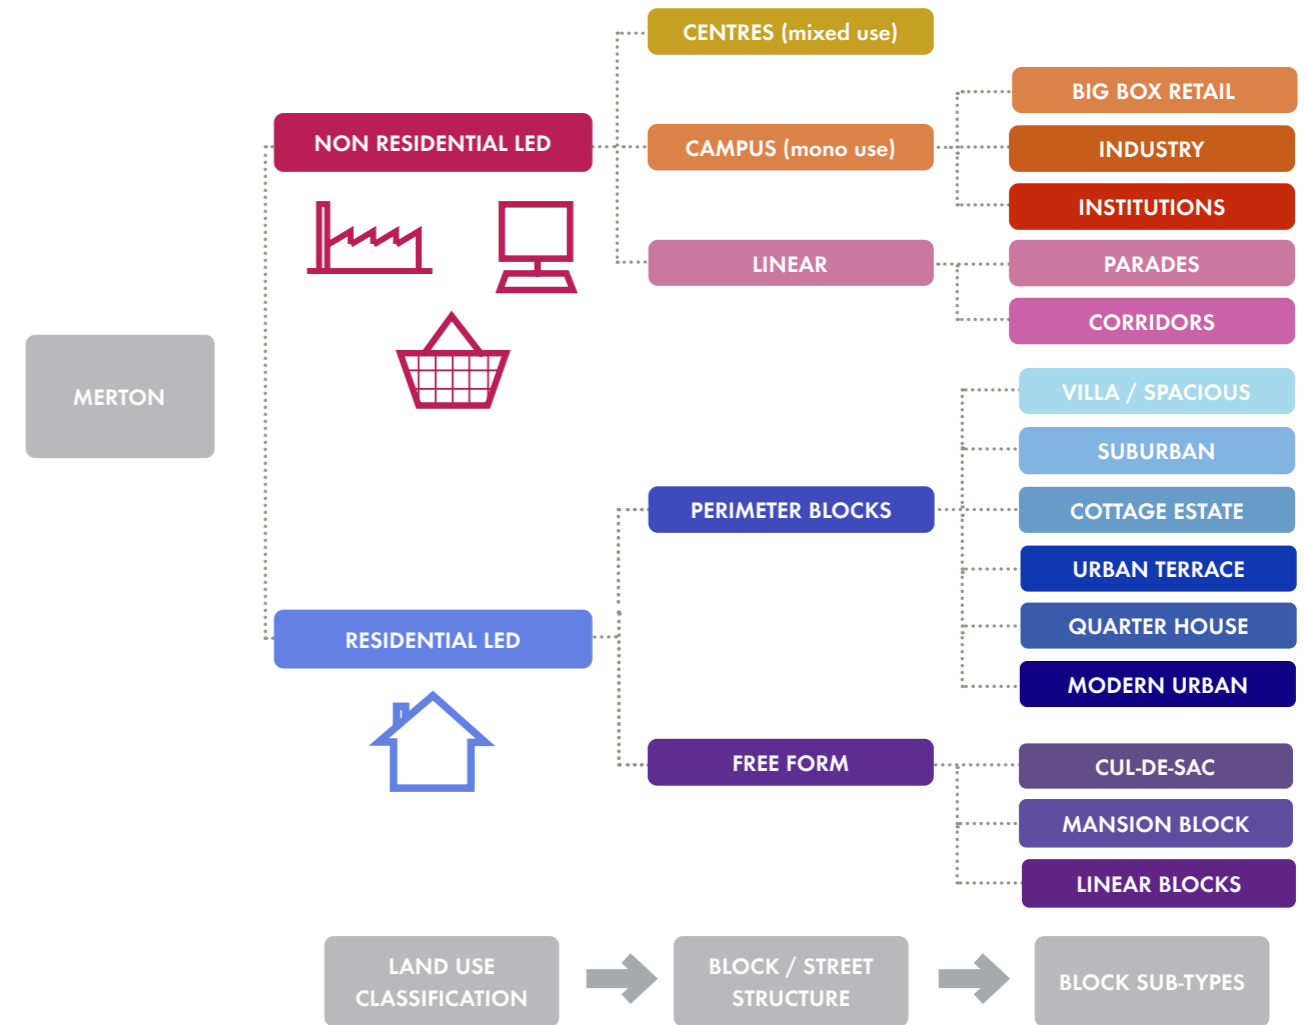 MERTON
NON RESIDENTIAL LED
CENTRES (mixed use)
CAMPUS (mono use)
BIG BOX RETAIL
INDUSTRY
INSTITUTIONS
LINEAR
PARADES
CORRIDORS
RESIDENTIAL LED
PERIMETER BLOCKS
VILLA / SPACIOUS
SUBURBAN
COTTAGE ESTATE
URBAN TERRACE
QUARTER HOUSE
MODERN URBAN
FREE FORM
CUL-DE-SAC
MANSION BLOCK
LINEAR BLOCKS
LAND USE
CLASSIFICATION
BLOCK / STREET
STRUCTURE
BLOCK SUB-TYPES